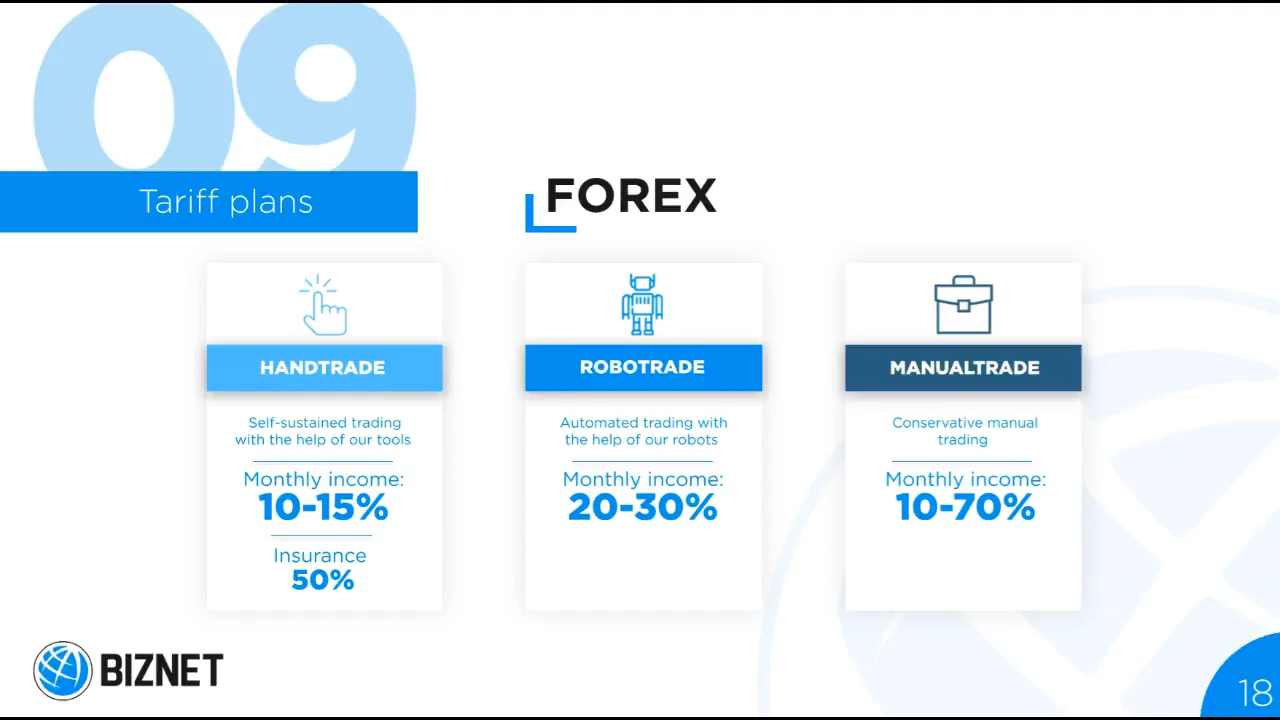 09
Tariff plans
FOREX
HANDTRADE
Self-sustained trading
with the help of our tools
Monthly income:
10-15%
Insurance
50%
ROBOTRADE
Automated trading with
the help of our robots
Monthly income:
20-30%
MANUALTRADE
Conservative manual
trading
Monthly income:
10-70%
BIZNET
18